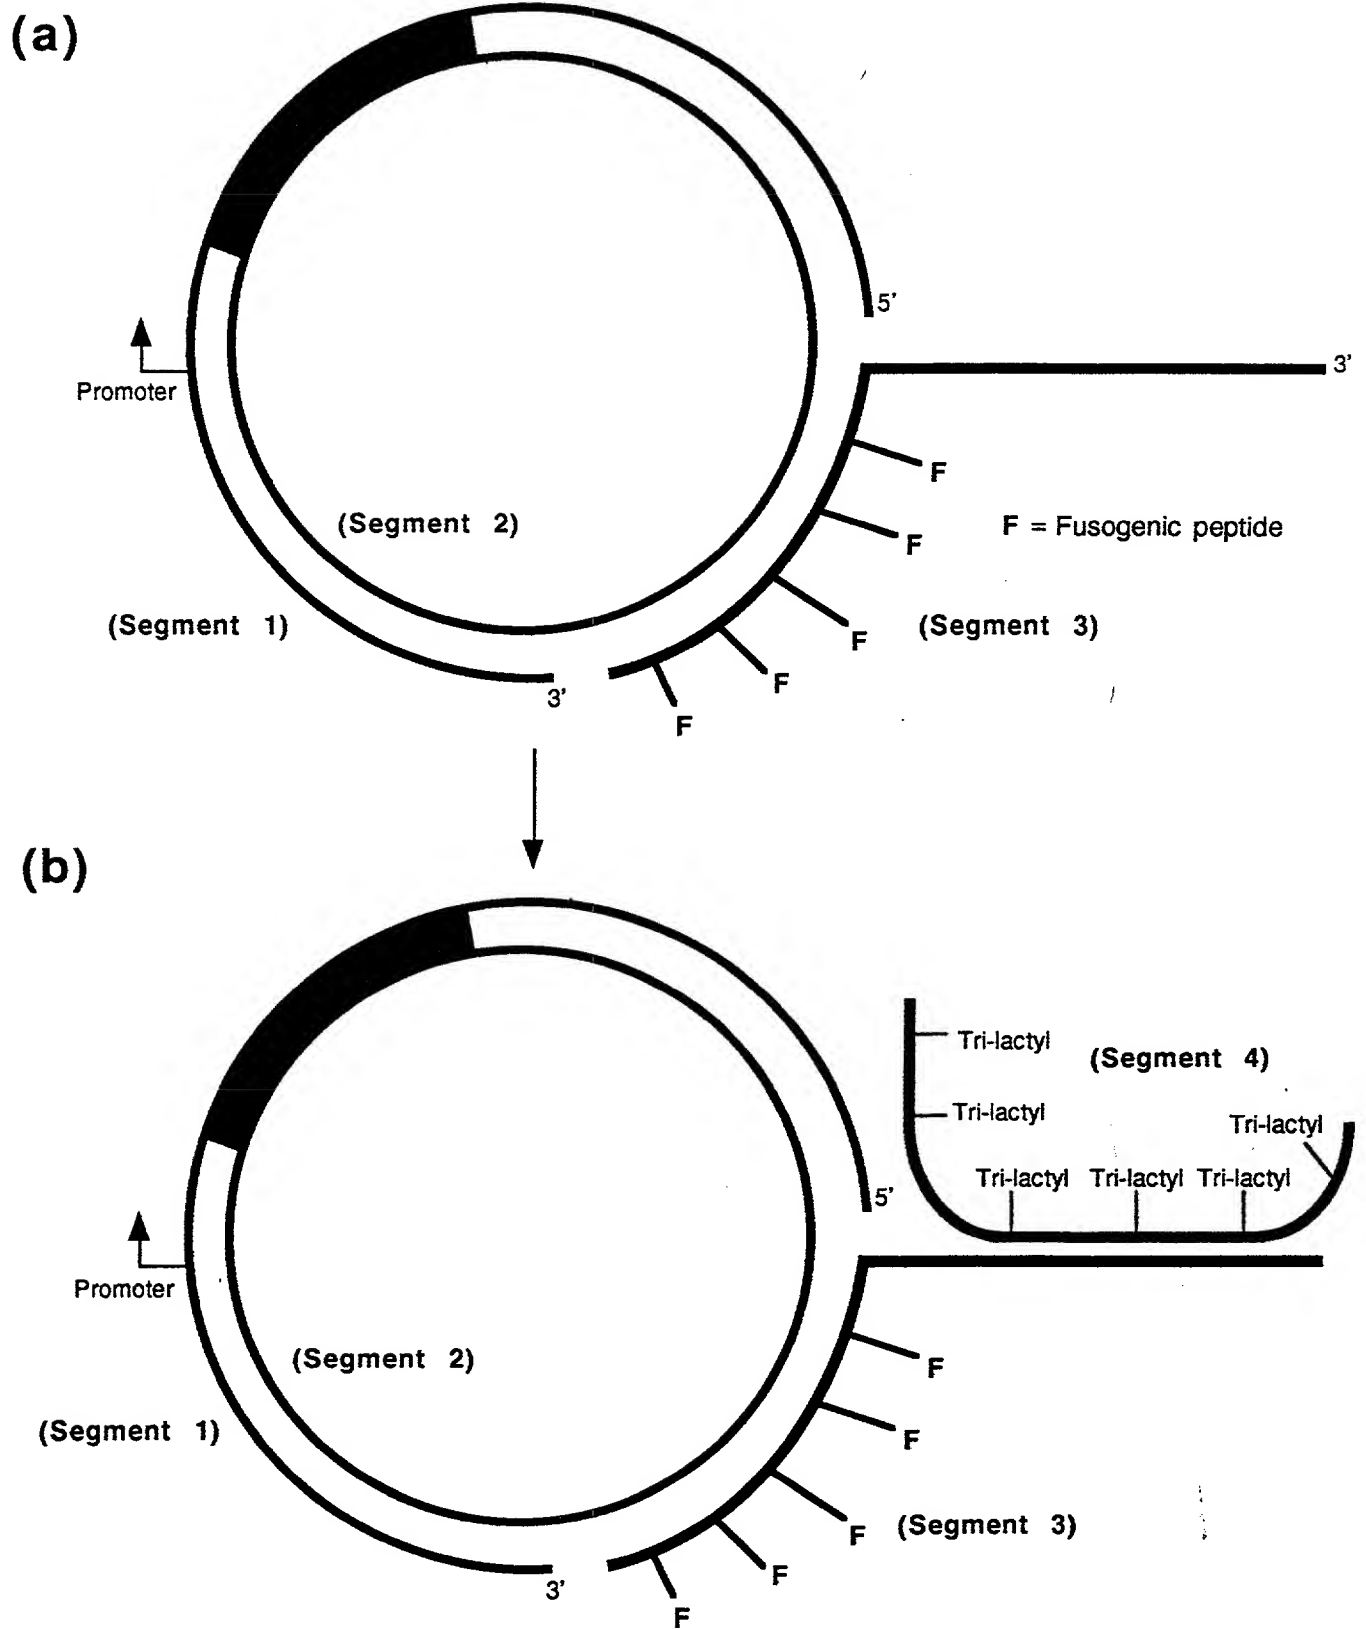 (a)
5'
3'
Promoter
F
(Segment 2)
F = Fusogenic peptide
F
(Segment 1)
F
(Segment 3)
F
3'
F
(b)
Tri-lactyl
(Segment 4)
Tri-lactyl
Tri-lactyl
Tri-lactyl Tri-lactyl Tri-lactyl
5'
Promoter
(Segment 2)
F
(Segment 1)
F
F
(Segment 3)
F
3'
F